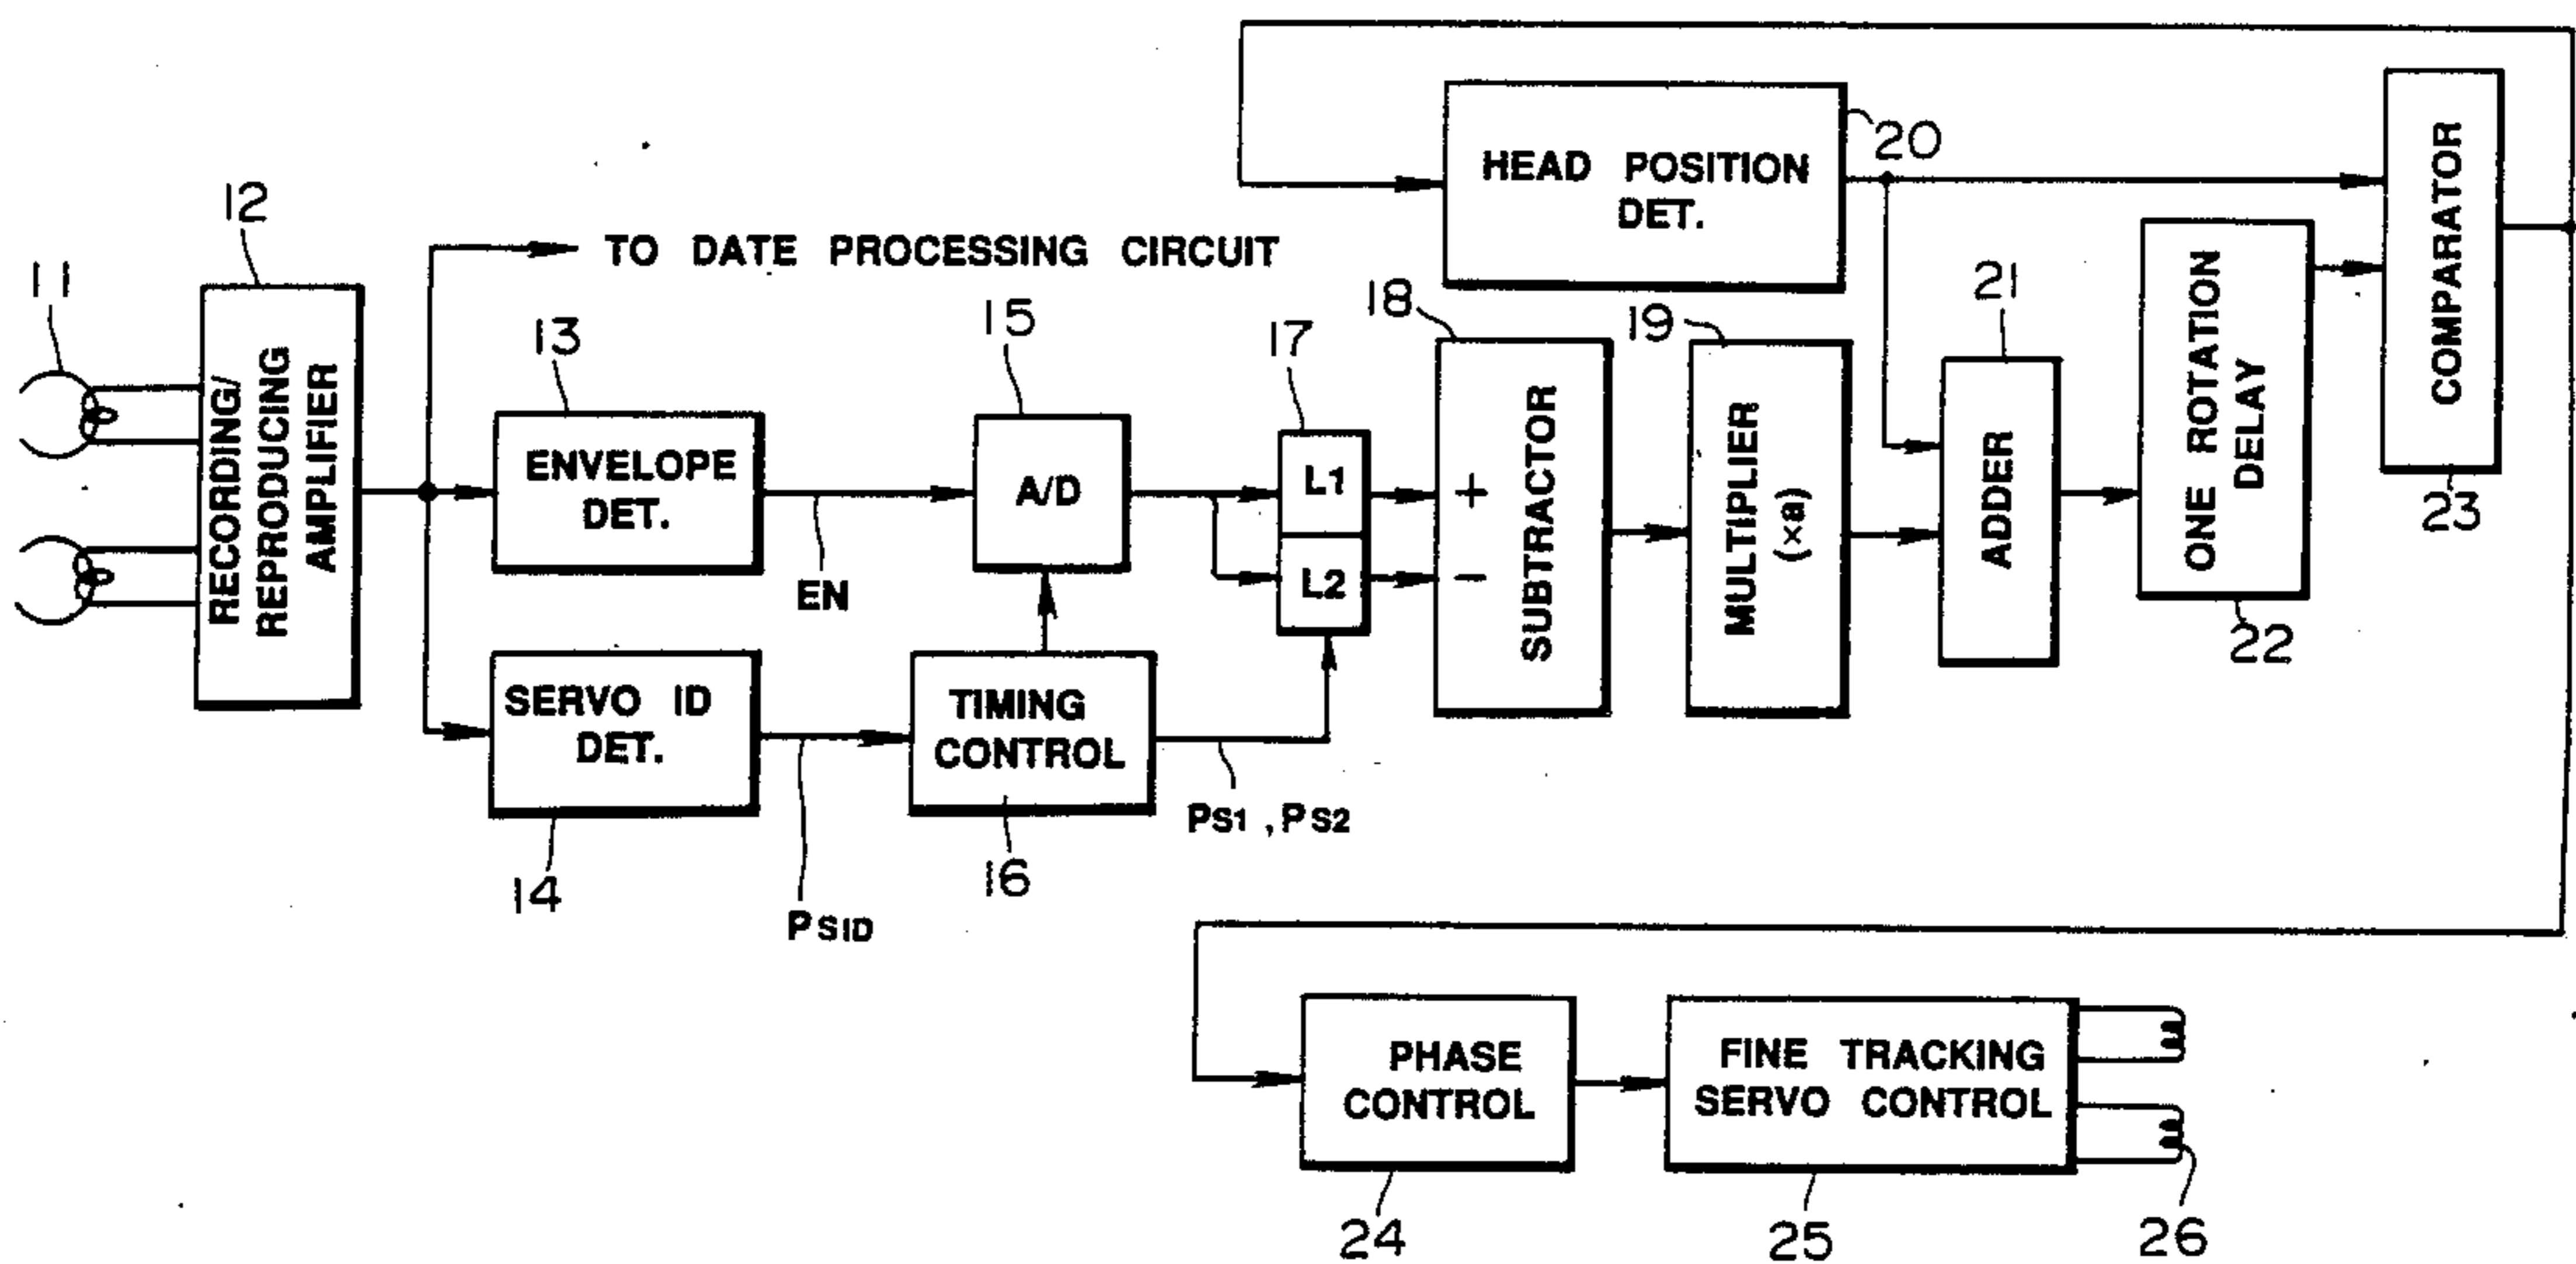 11
12
RECORDING/
REPRODUCING
AMPLIFIER
TO DATE PROCESSING CIRCUIT
13
ENVELOPE
DET.
EN
14
SERVO ID
DET.
PSID
15
A/D
16
TIMING
CONTROL
PS1 , PS2
17
L1
L2
18
+
−
SUBTRACTOR
19
MULTIPLIER
(×a)
20
HEAD POSITION
DET.
21
ADDER
22
ONE ROTATION
DELAY
23
COMPARATOR
24
PHASE
CONTROL
25
FINE TRACKING
SERVO CONTROL
26